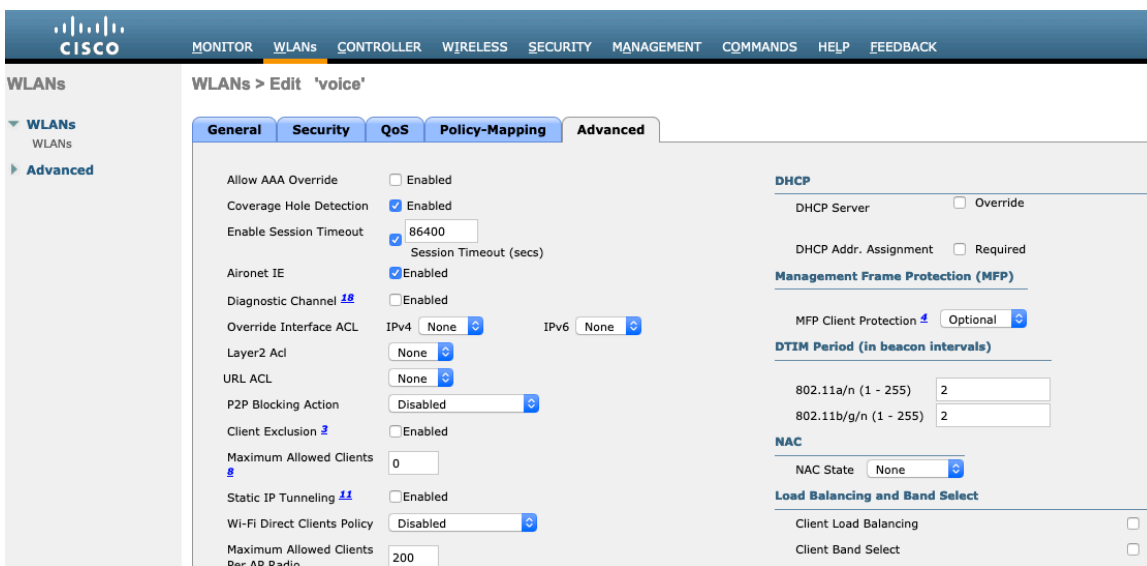 CISCO
MONITOR WLANs CONTROLLER WIRELESS SECURITY MANAGEMENT COMMANDS HELP FEEDBACK
WLANs
WLANs
WLANs
Advanced
WLANs > Edit 'voice'
General Security QoS Policy-Mapping Advanced
Allow AAA Override Enabled
Coverage Hole Detection Enabled
Enable Session Timeout 86400
Session Timeout (secs)
Aironet IE Enabled
Diagnostic Channel 18 Enabled
Override Interface ACL IPv4 None IPv6 None
Layer2 Acl None
URL ACL None
P2P Blocking Action Disabled
Client Exclusion 3 Enabled
Maximum Allowed Clients
8 0
Static IP Tunneling 11 Enabled
Wi-Fi Direct Clients Policy Disabled
Maximum Allowed Clients
Per AP Radio 200
DHCP
DHCP Server Override
DHCP Addr. Assignment Required
Management Frame Protection (MFP)
MFP Client Protection 4 Optional
DTIM Period (in beacon intervals)
802.11a/n (1 - 255) 2
802.11b/g/n (1 - 255) 2
NAC
NAC State None
Load Balancing and Band Select
Client Load Balancing
Client Band Select